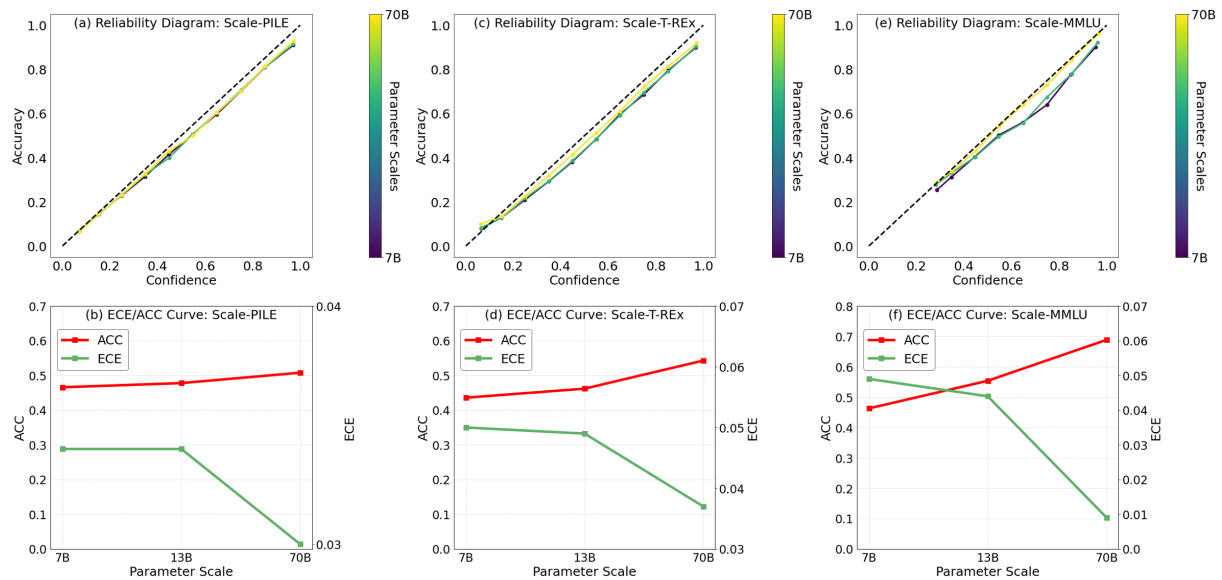 (a) Reliability Diagram: Scale-PILE
1.0
0.8
0.6
0.4
0.2
0.0
Accuracy
0.0 0.2 0.4 0.6 0.8 1.0
Confidence
70B
7B
Parameter Scales
(c) Reliability Diagram: Scale-T-REx
1.0
0.8
0.6
0.4
0.2
0.0
Accuracy
0.0 0.2 0.4 0.6 0.8 1.0
Confidence
70B
7B
Parameter Scales
(e) Reliability Diagram: Scale-MMLU
1.0
0.8
0.6
0.4
0.2
0.0
Accuracy
0.0 0.2 0.4 0.6 0.8 1.0
Confidence
70B
7B
Parameter Scales
(b) ECE/ACC Curve: Scale-PILE
ACC
ECE
0.7
0.6
0.5
0.4
0.3
0.2
0.1
0.0
ACC
0.04
0.03
ECE
7B 13B 70B
Parameter Scale
(d) ECE/ACC Curve: Scale-T-REx
ACC
ECE
0.7
0.6
0.5
0.4
0.3
0.2
0.1
0.0
ACC
0.07
0.06
0.05
0.04
0.03
ECE
7B 13B 70B
Parameter Scale
(f) ECE/ACC Curve: Scale-MMLU
ACC
ECE
0.8
0.7
0.6
0.5
0.4
0.3
0.2
0.1
0.0
ACC
0.07
0.06
0.05
0.04
0.03
0.02
0.01
0.0
ECE
7B 13B 70B
Parameter Scale